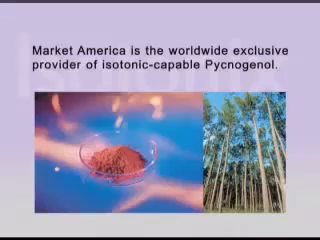 Market America is the worldwide exclusive
provider of isotonic-capable Pycnogenol.